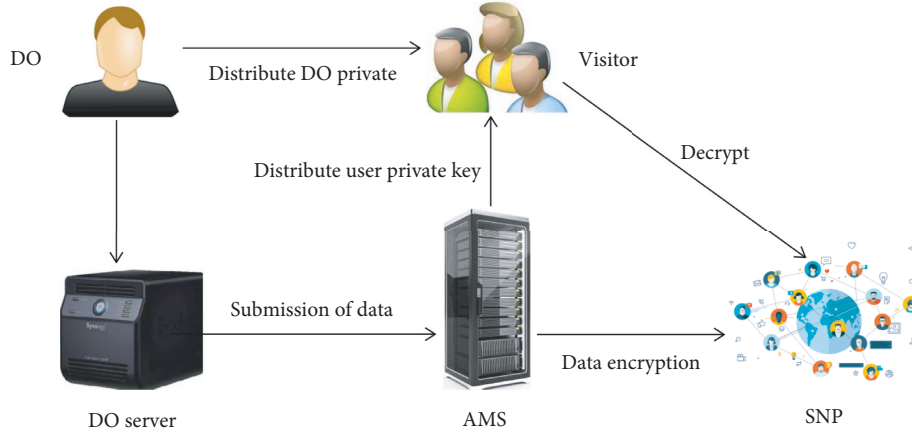 DO
Distribute DO private
Visitor
Distribute user private key
Decrypt
Submission of data
Data encryption
DO server
AMS
SNP